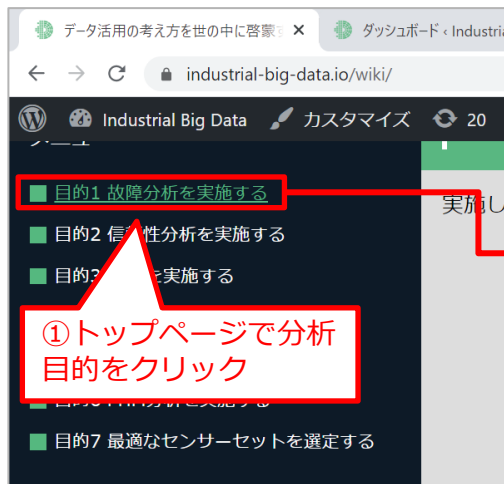 データ活用の考え方を世の中に啓蒙
ダッシュボード ‹ Industria
industrial-big-data.io/wiki/
Industrial Big Data カスタマイズ 20
目的1 故障分析を実施する
実施し
目的2 信 性分析を実施する
目的3 を実施する
①トップページで分析
目的をクリック
目的7 最適なセンサーセットを選定する